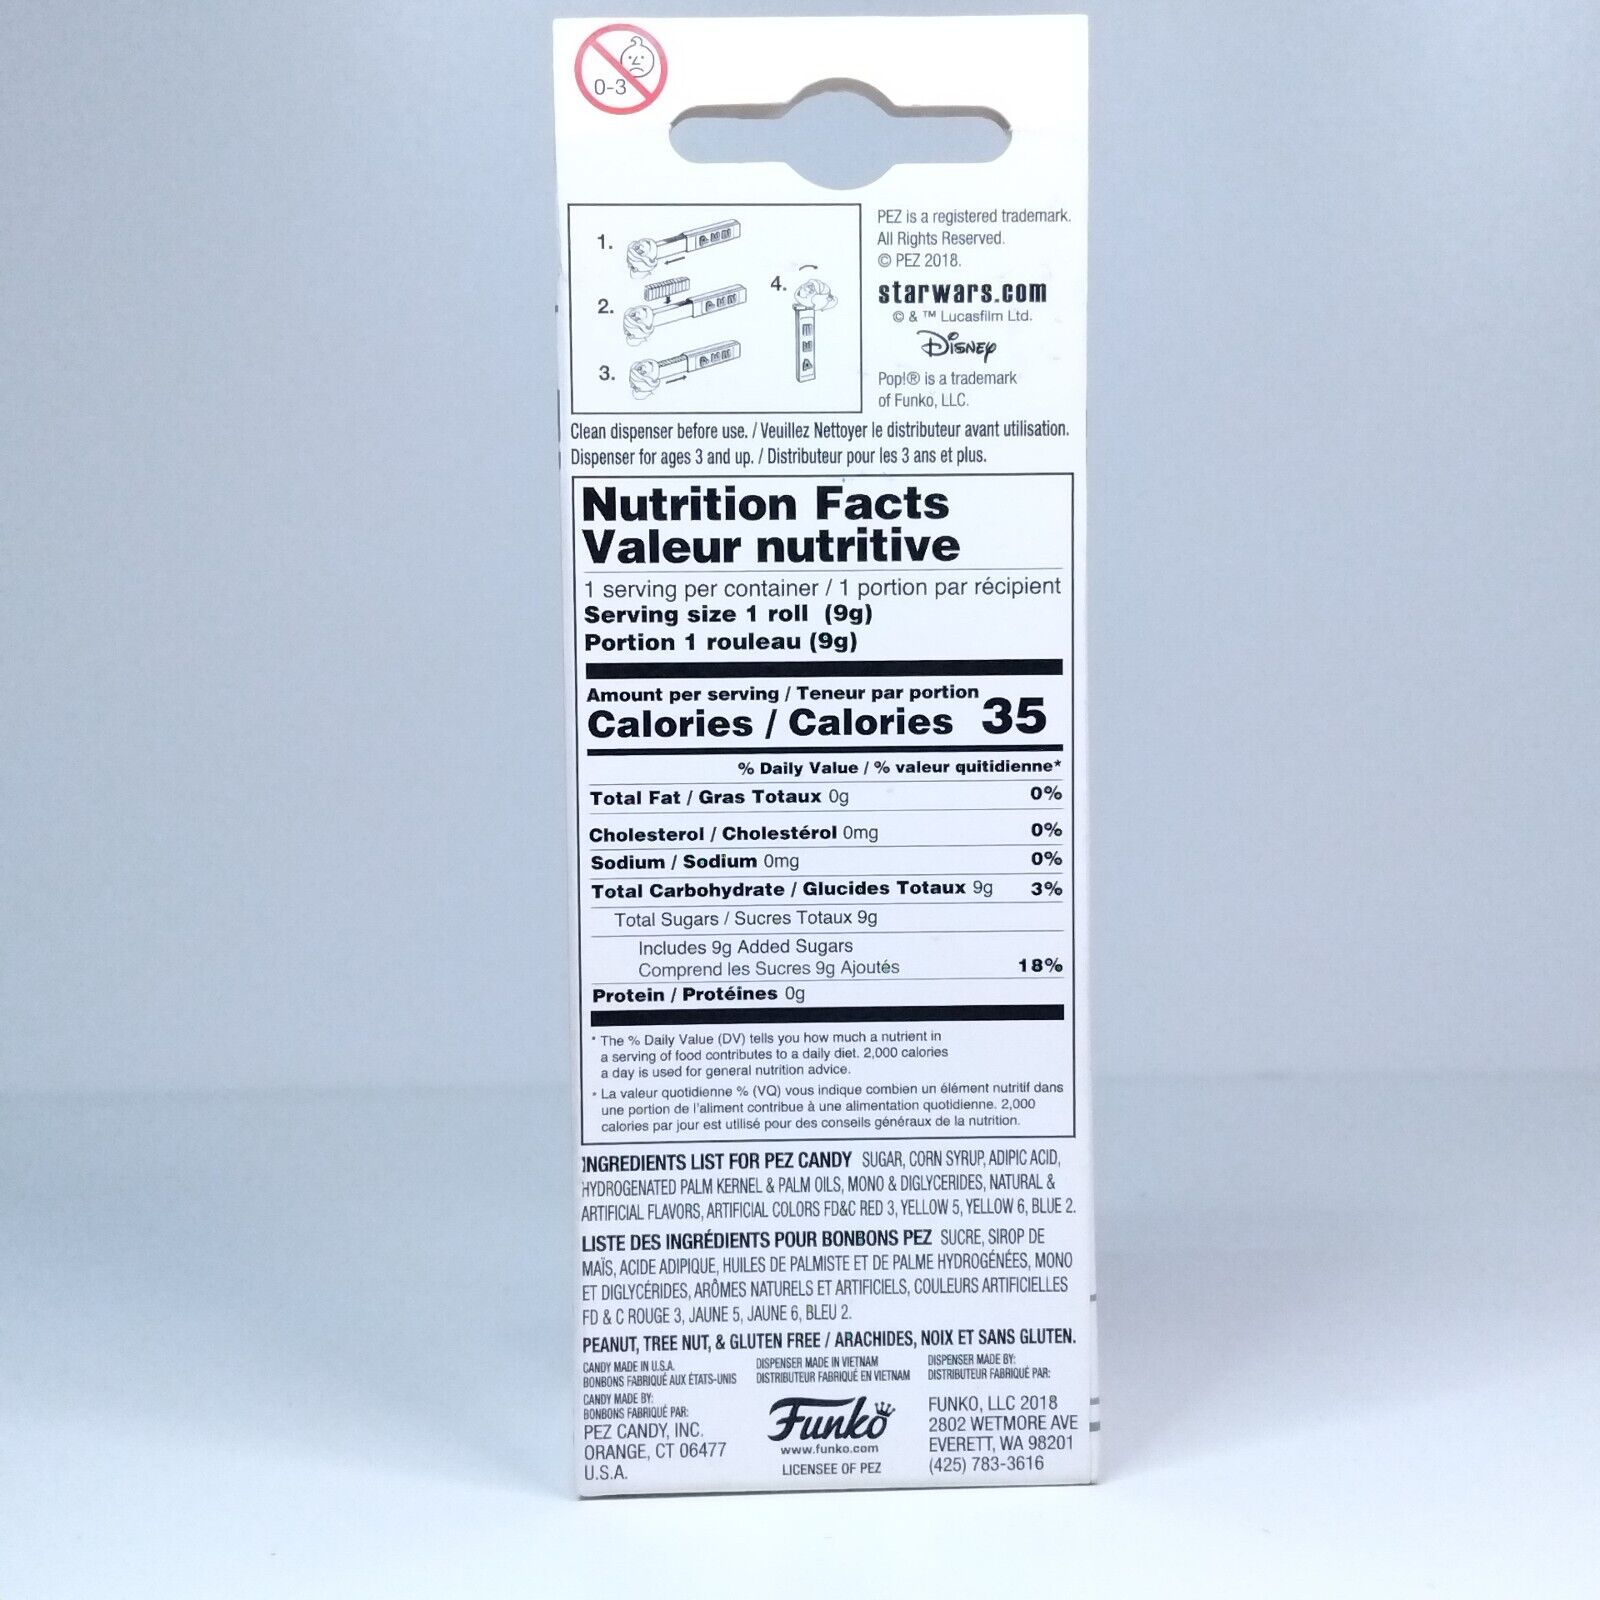 0-3
1.
2.
3.
4.
PEZ is a registered trademark.
All Rights Reserved.
© PEZ 2018.
starwars.com
© & ™ Lucasfilm Ltd.
Disney
Pop!® is a trademark
of Funko, LLC.
Clean dispenser before use. / Veuillez Nettoyer le distributeur avant utilisation.
Dispenser for ages 3 and up. / Distributeur pour les 3 ans et plus.
Nutrition Facts
Valeur nutritive
1 serving per container / 1 portion par récipient
Serving size 1 roll (9g)
Portion 1 rouleau (9g)
Amount per serving / Teneur par portion
Calories / Calories 35
% Daily Value / % valeur quitidienne*
Total Fat / Gras Totaux 0g 0%
Cholesterol / Cholestérol 0mg 0%
Sodium / Sodium 0mg 0%
Total Carbohydrate / Glucides Totaux 9g 3%
Total Sugars / Sucres Totaux 9g
Includes 9g Added Sugars
Comprend les Sucres 9g Ajoutés 18%
Protein / Protéines 0g
* The % Daily Value (DV) tells you how much a nutrient in
a serving of food contributes to a daily diet. 2,000 calories
a day is used for general nutrition advice.
* La valeur quotidienne % (VQ) vous indique combien un élément nutritif dans
une portion de l'aliment contribue à une alimentation quotidienne. 2,000
calories par jour est utilisé pour des conseils généraux de la nutrition.
INGREDIENTS LIST FOR PEZ CANDY SUGAR, CORN SYRUP, ADIPIC ACID,
HYDROGENATED PALM KERNEL & PALM OILS, MONO & DIGLYCERIDES, NATURAL &
ARTIFICIAL FLAVORS, ARTIFICIAL COLORS FD&C RED 3, YELLOW 5, YELLOW 6, BLUE 2.
LISTE DES INGRÉDIENTS POUR BONBONS PEZ SUCRE, SIROP DE
MAÏS, ACIDE ADIPIQUE, HUILES DE PALMISTE ET DE PALME HYDROGÉNÉES, MONO
ET DIGLYCÉRIDES, ARÔMES NATURELS ET ARTIFICIELS, COULEURS ARTIFICIELLES
FD & C ROUGE 3, JAUNE 5, JAUNE 6, BLEU 2.
PEANUT, TREE NUT, & GLUTEN FREE / ARACHIDES, NOIX ET SANS GLUTEN.
CANDY MADE IN U.S.A.
BONBONS FABRIQUÉ AUX ÉTATS-UNIS
CANDY MADE BY:
BONBONS FABRIQUÉ PAR:
PEZ CANDY, INC.
ORANGE, CT 06477
U.S.A.
DISPENSER MADE IN VIETNAM
DISTRIBUTEUR FABRIQUÉ EN VIETNAM
Funko
www.funko.com
LICENSEE OF PEZ
DISPENSER MADE BY:
DISTRIBUTEUR FABRIQUÉ PAR:
FUNKO, LLC 2018
2802 WETMORE AVE
EVERETT, WA 98201
(425) 783-3616